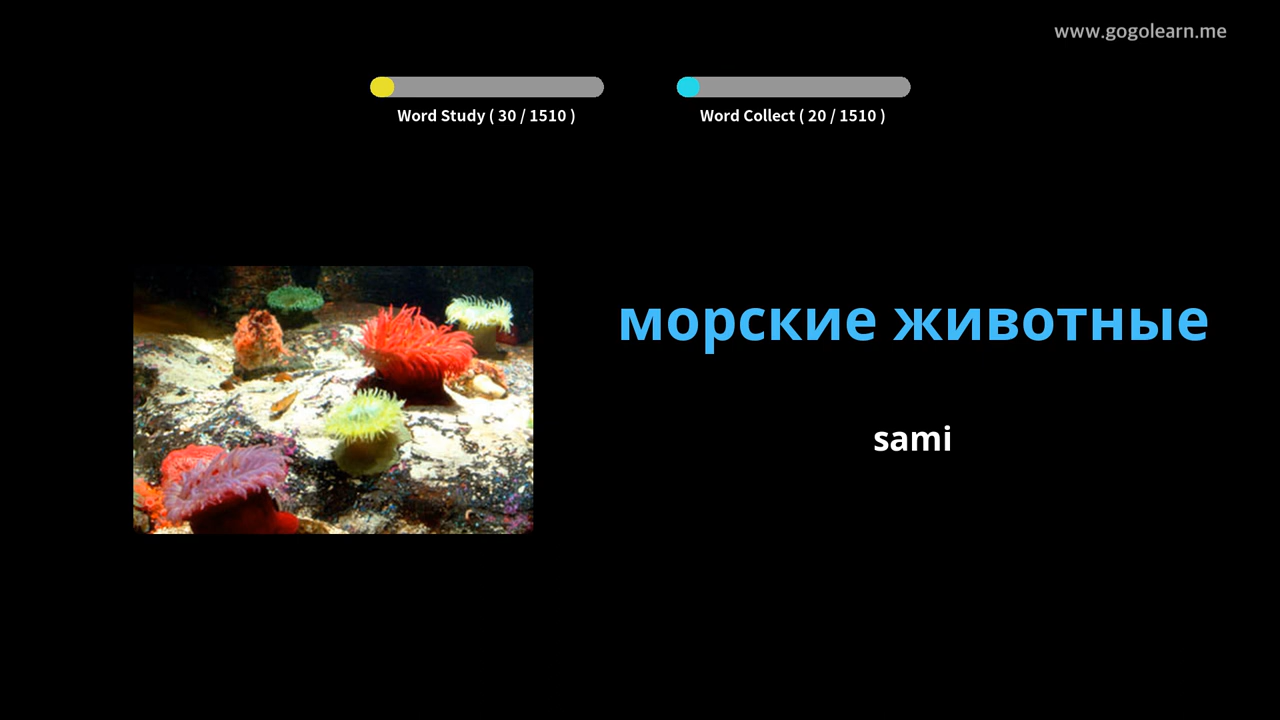 www.gogolearn.me
Word Study ( 30 / 1510 )
Word Collect ( 20 / 1510 )
морские животные
sami